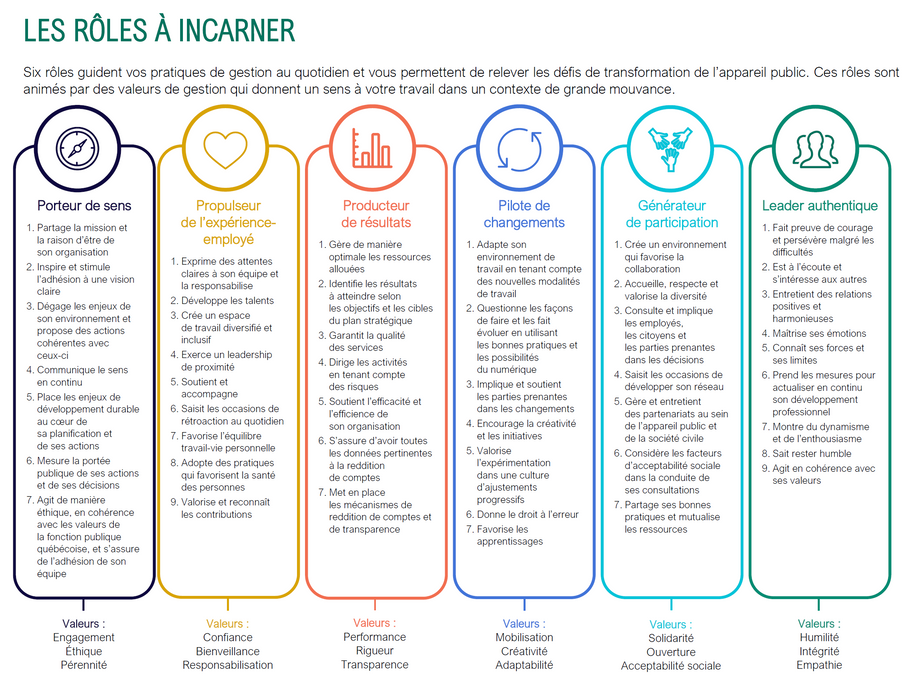 LES RÔLES À INCARNER
Six rôles guident vos pratiques de gestion au quotidien et vous permettent de relever les défis de transformation de l'appareil public. Ces rôles sont
animés par des valeurs de gestion qui donnent un sens à votre travail dans un contexte de grande mouvance.
Porteur de sens
1. Partage la mission et
la raison d'être de
son organisation
2. Inspire et stimule
l'adhésion à une vision
claire
3. Dégage les enjeux de
son environnement et
propose des actions
cohérentes avec
ceux-ci
4. Communique le sens
en continu
5. Place les enjeux de
développement durable
au cœur de
sa planification et
de ses actions
6. Mesure la portée
publique de ses actions
et de ses décisions
7. Agit de manière
éthique, en cohérence
avec les valeurs de
la fonction publique
québécoise, et s'assure
de l'adhésion de son
équipe
Valeurs :
Engagement
Éthique
Pérennité
Propulseur
de l'expérience-
employé
1. Exprime des attentes
claires à son équipe et
la responsabilise
2. Développe les talents
3. Crée un espace
de travail diversifié et
inclusif
4. Exerce un leadership
de proximité
5. Soutient et
accompagne
6. Saisit les occasions de
rétroaction au quotidien
7. Favorise l'équilibre
travail-vie personnelle
8. Adopte des pratiques
qui favorisent la santé
des personnes
9. Valorise et reconnaît
les contributions
Valeurs :
Confiance
Bienveillance
Responsabilisation
Producteur
de résultats
1. Gère de manière
optimale les ressources
allouées
2. Identifie les résultats
à atteindre selon
les objectifs et les cibles
du plan stratégique
3. Garantit la qualité
des services
4. Dirige les activités
en tenant compte
des risques
5. Soutient l'efficacité et
l'efficience de
son organisation
6. S'assure d'avoir toutes
les données pertinentes
à la reddition
de comptes
7. Met en place
les mécanismes de
reddition de comptes et
de transparence
Valeurs :
Performance
Rigueur
Transparence
Pilote de
changements
1. Adapte son
environnement de
travail en tenant compte
des nouvelles modalités
de travail
2. Questionne les façons
de faire et les fait
évoluer en utilisant
les bonnes pratiques et
les possibilités
du numérique
3. Implique et soutient
les parties prenantes
dans les changements
4. Encourage la créativité
et les initiatives
5. Valorise
l'expérimentation
dans une culture
d'ajustements
progressifs
6. Donne le droit à l'erreur
7. Favorise les
apprentissages
Valeurs :
Mobilisation
Créativité
Adaptabilité
Générateur
de participation
1. Crée un environnement
qui favorise la
collaboration
2. Accueille, respecte et
valorise la diversité
3. Consulte et implique
les employés,
les citoyens et
les parties prenantes
dans les décisions
4. Saisit les occasions de
développer son réseau
5. Gère et entretient
des partenariats au sein
de l'appareil public et
de la société civile
6. Considère les facteurs
d'acceptabilité sociale
dans la conduite de
ses consultations
7. Partage ses bonnes
pratiques et mutualise
les ressources
Valeurs :
Solidarité
Ouverture
Acceptabilité sociale
Leader authentique
1. Fait preuve de courage
et persévère malgré les
difficultés
2. Est à l'écoute et
s'intéresse aux autres
3. Entretient des relations
positives et
harmonieuses
4. Maîtrise ses émotions
5. Connaît ses forces et
ses limites
6. Prend les mesures pour
actualiser en continu
son développement
professionnel
7. Montre du dynamisme
et de l'enthousiasme
8. Sait rester humble
9. Agit en cohérence avec
ses valeurs
Valeurs :
Humilité
Intégrité
Empathie